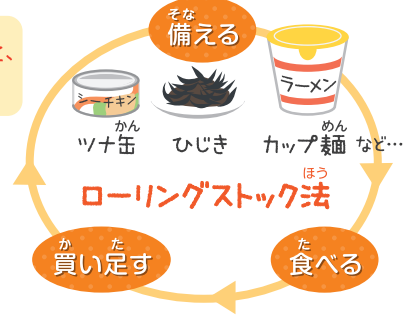 そな
備える
シーチキン
ラーメン
かん
ツナ缶
ひじき
めん
カップ麺 など…
ほう
ローリングストック法
か た
買い足す
た
食べる